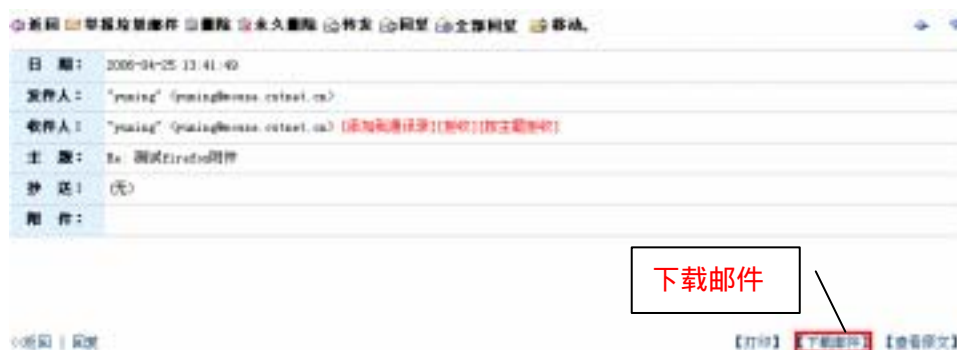 返回 举报垃圾邮件 删除 永久删除 转发 回复 全部回复 移动
日 期： 2006-04-25 13:41:49
发件人： "yuning"
收件人： "yuning" [添加到通讯录][拒收][按主题拒收]
主 题： Re: 测试firefox附件
抄 送： (无)
附 件：
下载邮件
<<返回 | 回复 【打印】 【下载邮件】 【查看原文】